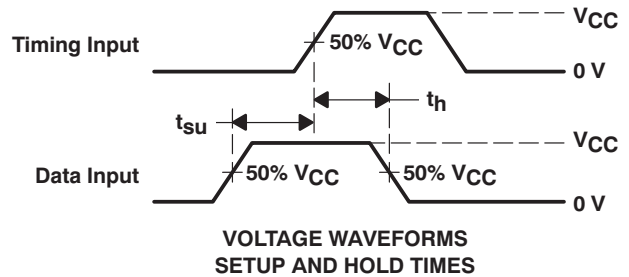 VCC
Timing Input
50% VCC
0 V
th
tsu
VCC
Data Input
50% VCC
50% VCC
0 V
VOLTAGE WAVEFORMS
SETUP AND HOLD TIMES